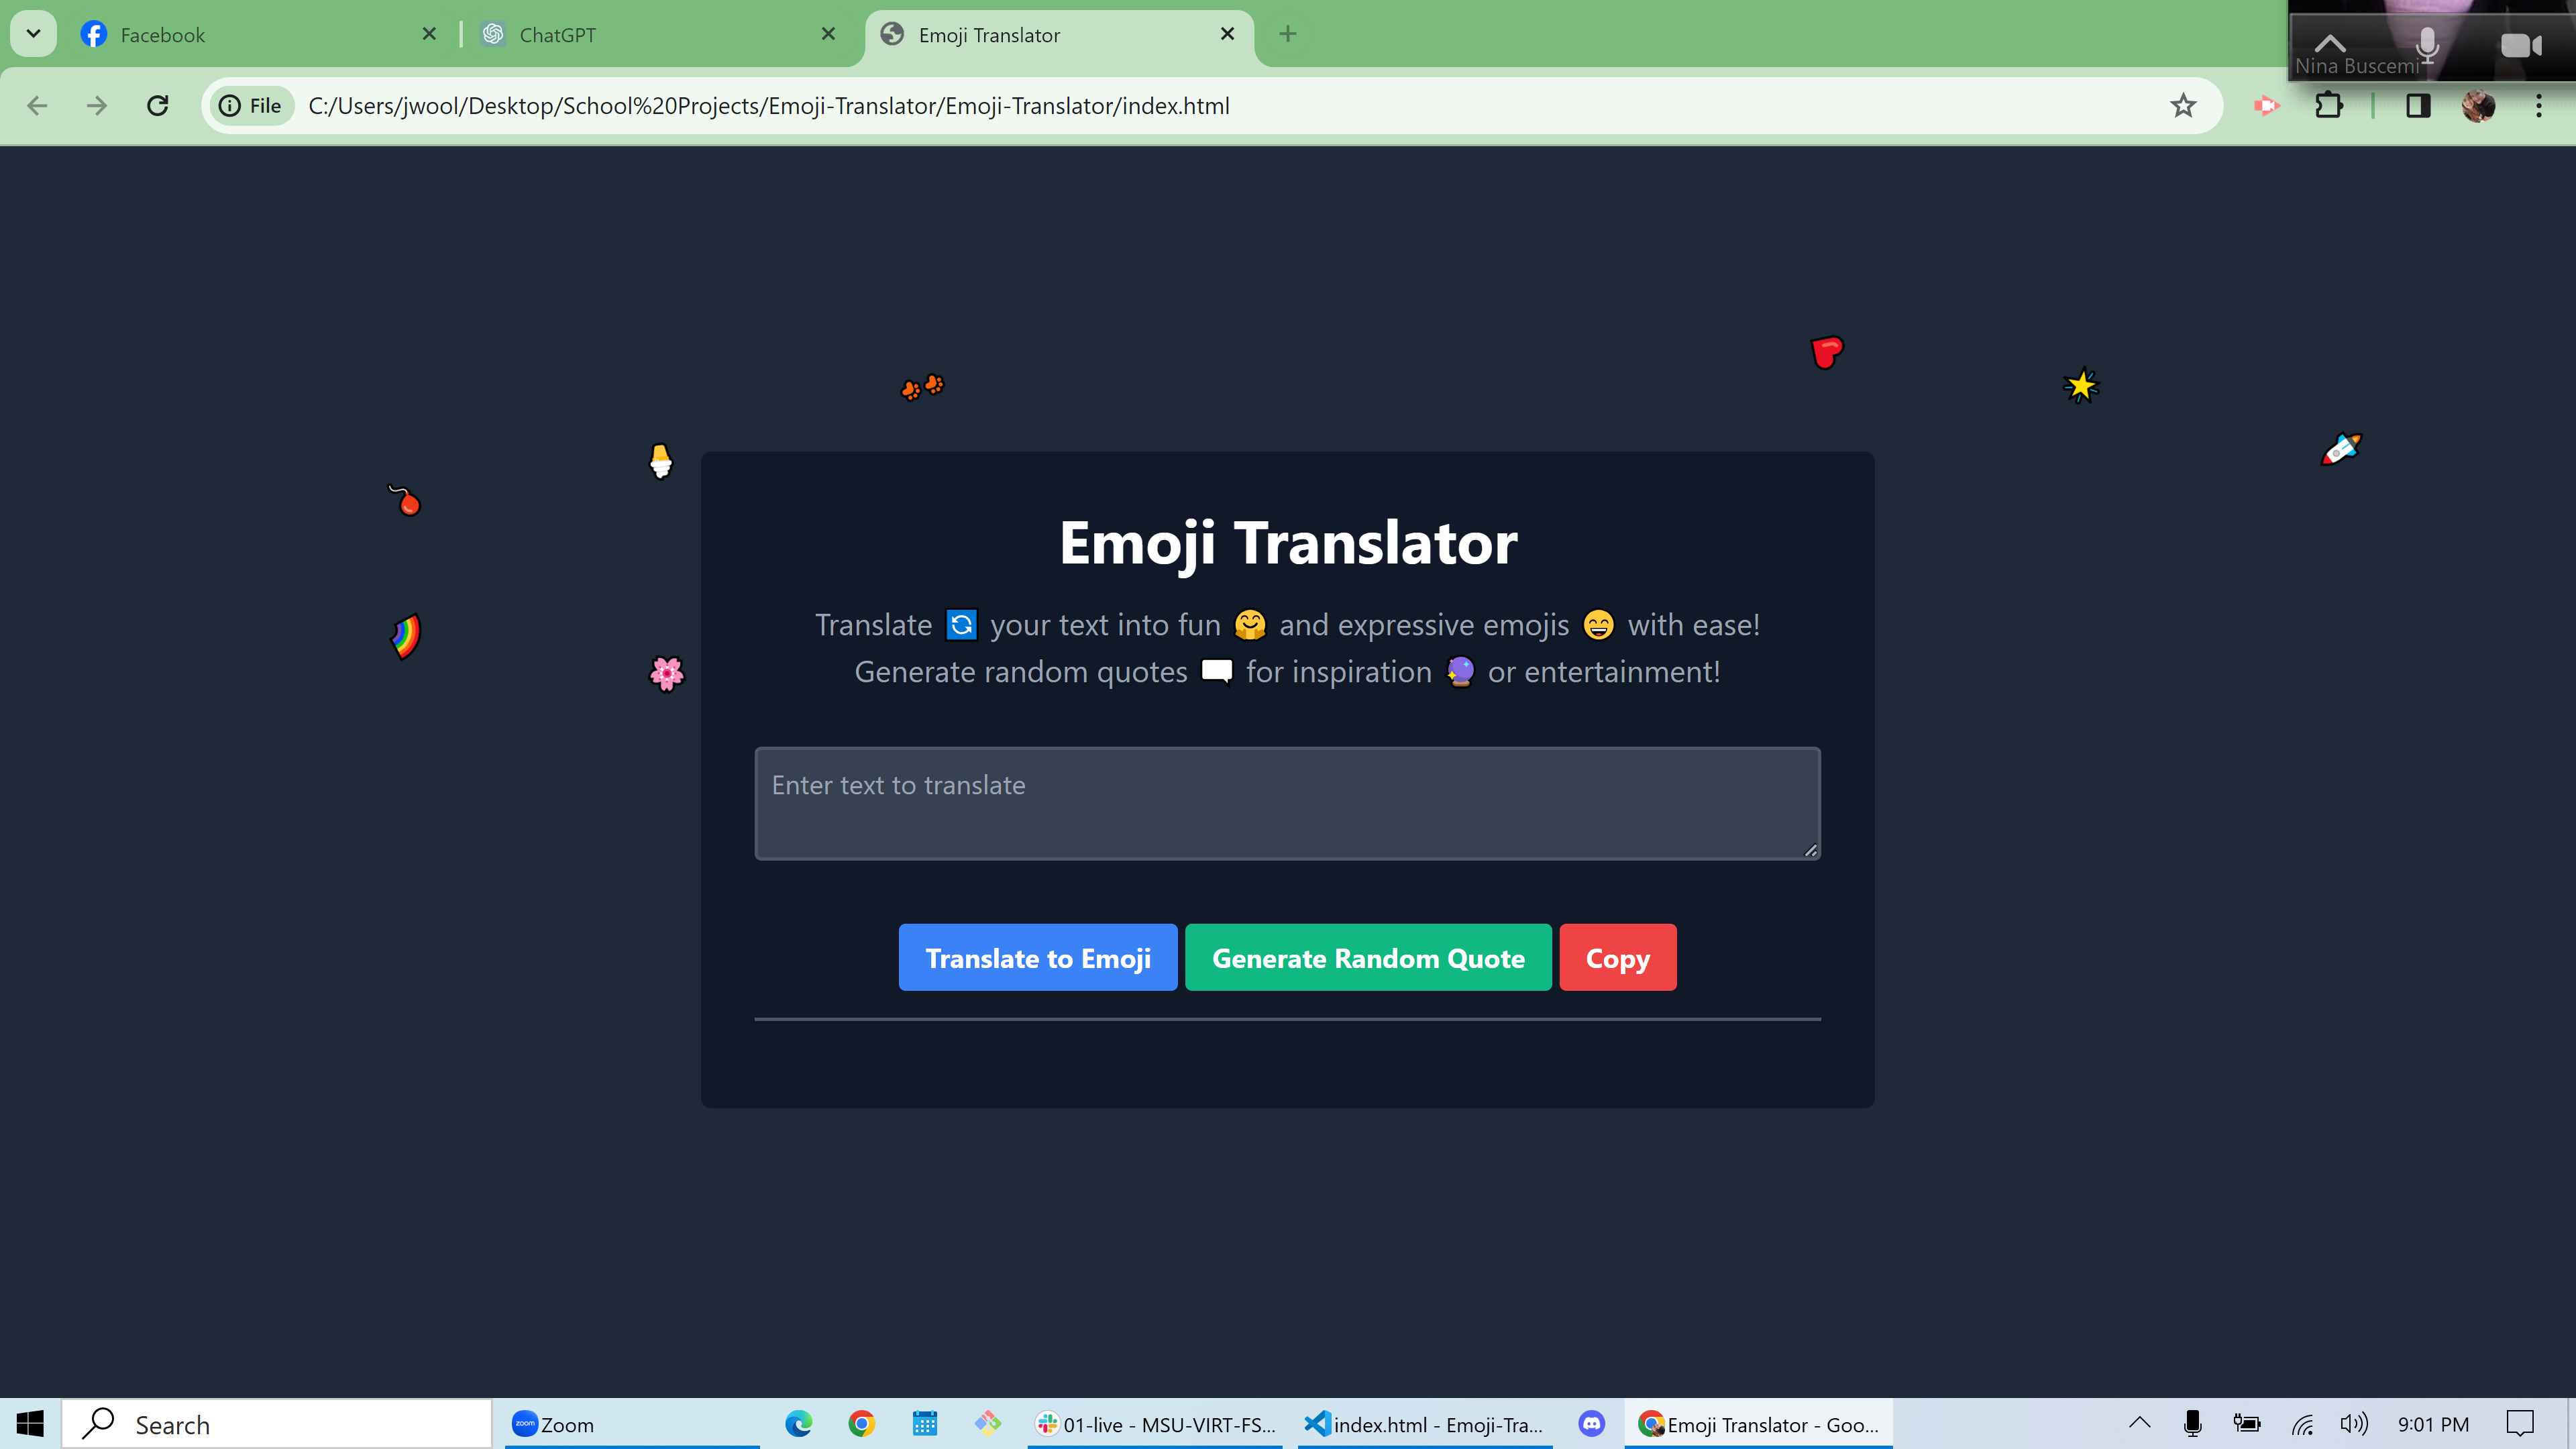 Facebook
ChatGPT
Emoji Translator
Nina Buscemi
File
C:/Users/jwool/Desktop/School%20Projects/Emoji-Translator/Emoji-Translator/index.html
Emoji Translator
Translate 🔄 your text into fun 🤗 and expressive emojis 😄 with ease!
Generate random quotes 🗨️ for inspiration 🔮 or entertainment!
Enter text to translate
Translate to Emoji
Generate Random Quote
Copy
Search
zoom
Zoom
01-live - MSU-VIRT-FS...
index.html - Emoji-Tra...
Emoji Translator - Goo...
9:01 PM